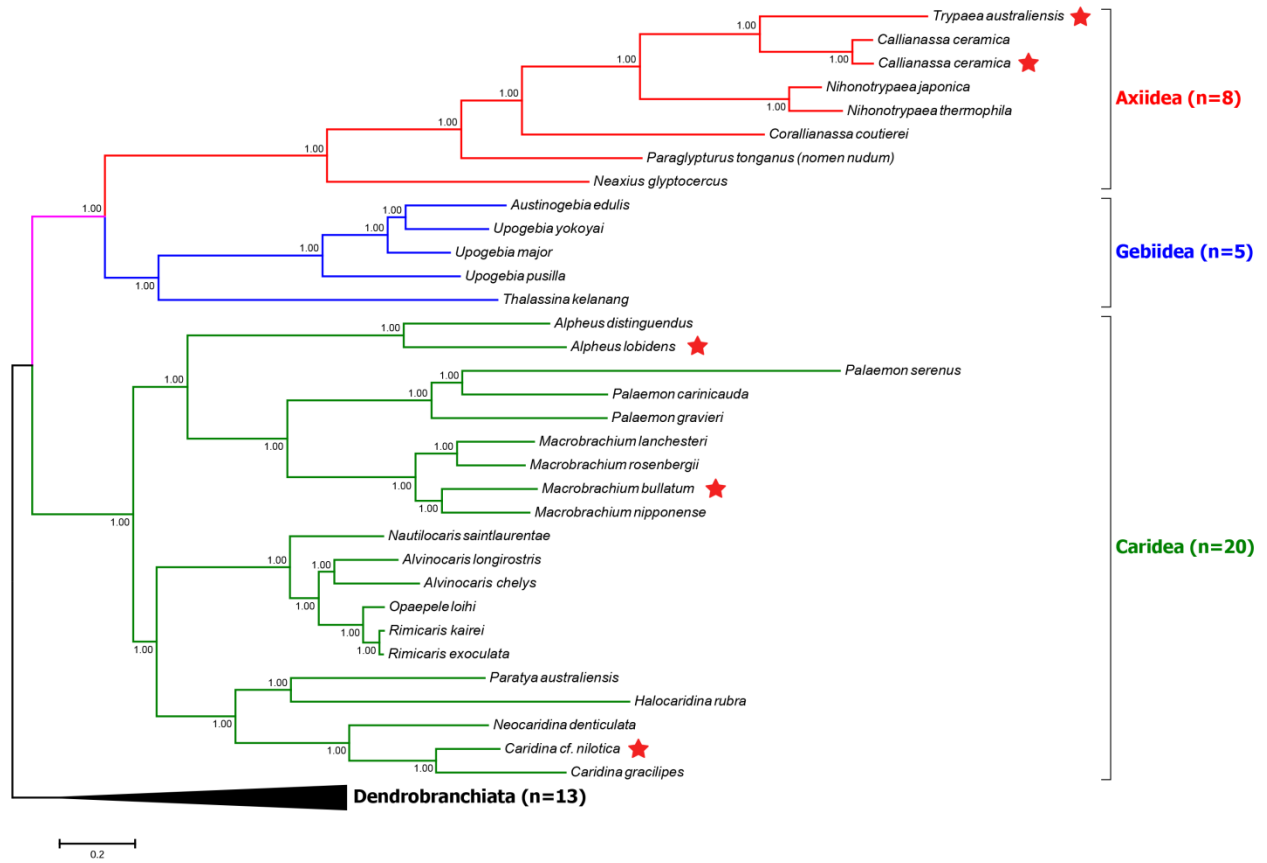 1.00
Trypaea australiensis
1.00
Callianassa ceramica
1.00
1.00
Callianassa ceramica
1.00
Nihonotrypaea japonica
Axiidea (n=8)
1.00
1.00
Nihonotrypaea thermophila
1.00
Corallianassa coutierei
Paraglypturus tonganus (nomen nudum)
Neaxius glyptocercus
1.00
1.00
Austinogebia edulis
1.00
Upogebia yokoyai
1.00
Upogebia major
Gebiidea (n=5)
Upogebia pusilla
1.00
Thalassina kelanang
1.00
Alpheus distinguendus
Alpheus lobidens
1.00
1.00
Palaemon serenus
1.00
Palaemon carinicauda
Palaemon gravieri
1.00
1.00
Macrobrachium lanchesteri
Macrobrachium rosenbergii
1.00
Macrobrachium bullatum
1.00
Macrobrachium nipponense
1.00
Nautilocaris saintlaurentae
Caridea (n=20)
1.00
1.00
Alvinocaris longirostris
Alvinocaris chelys
1.00
Opaepele loihi
1.00
Rimicaris kairei
1.00
1.00
Rimicaris exoculata
1.00
Paratya australiensis
Halocaridina rubra
1.00
Neocaridina denticulata
1.00
Caridina cf. nilotica
1.00
Caridina gracilipes
Dendrobranchiata (n=13)
0.2